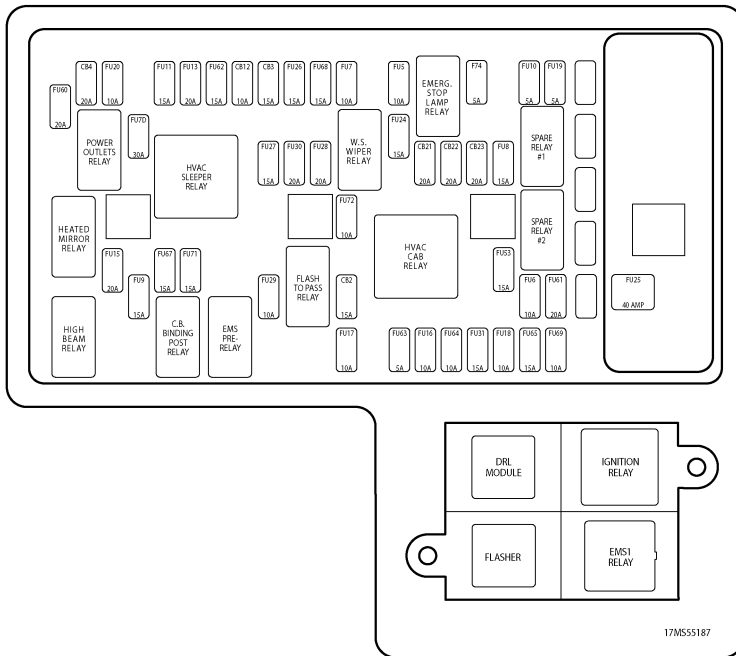 CB4
20A
FU20
10A
FU11
15A
FU13
20A
FU62
15A
CB12
10A
CB3
15A
FU26
15A
FU68
15A
FU7
10A
FU5
10A
EMERG.
STOP
LAMP
RELAY
F74
5A
FU10
5A
FU19
5A
FU60
20A
POWER
OUTLETS
RELAY
FU7D
30A
HVAC
SLEEPER
RELAY
FU27
15A
FU30
20A
FU28
20A
W.S.
WIPER
RELAY
FU24
15A
CB21
20A
CB22
20A
CB23
20A
FU8
15A
SPARE
RELAY
#1
HEATED
MIRROR
RELAY
FU72
10A
HVAC
CAB
RELAY
SPARE
RELAY
#2
FU15
20A
FU9
15A
FU67
15A
FU71
15A
FU29
10A
FLASH
TO PASS
RELAY
CB2
15A
FU53
15A
FU6
10A
FU61
20A
FU25
40 AMP
HIGH
BEAM
RELAY
C.B.
BINDING
POST
RELAY
EMS
PRE-
RELAY
FU17
10A
FU63
5A
FU16
10A
FU64
10A
FU31
15A
FU18
10A
FU65
15A
FU69
10A
DRL
MODULE
IGNITION
RELAY
FLASHER
EMS1
RELAY
17MS55187